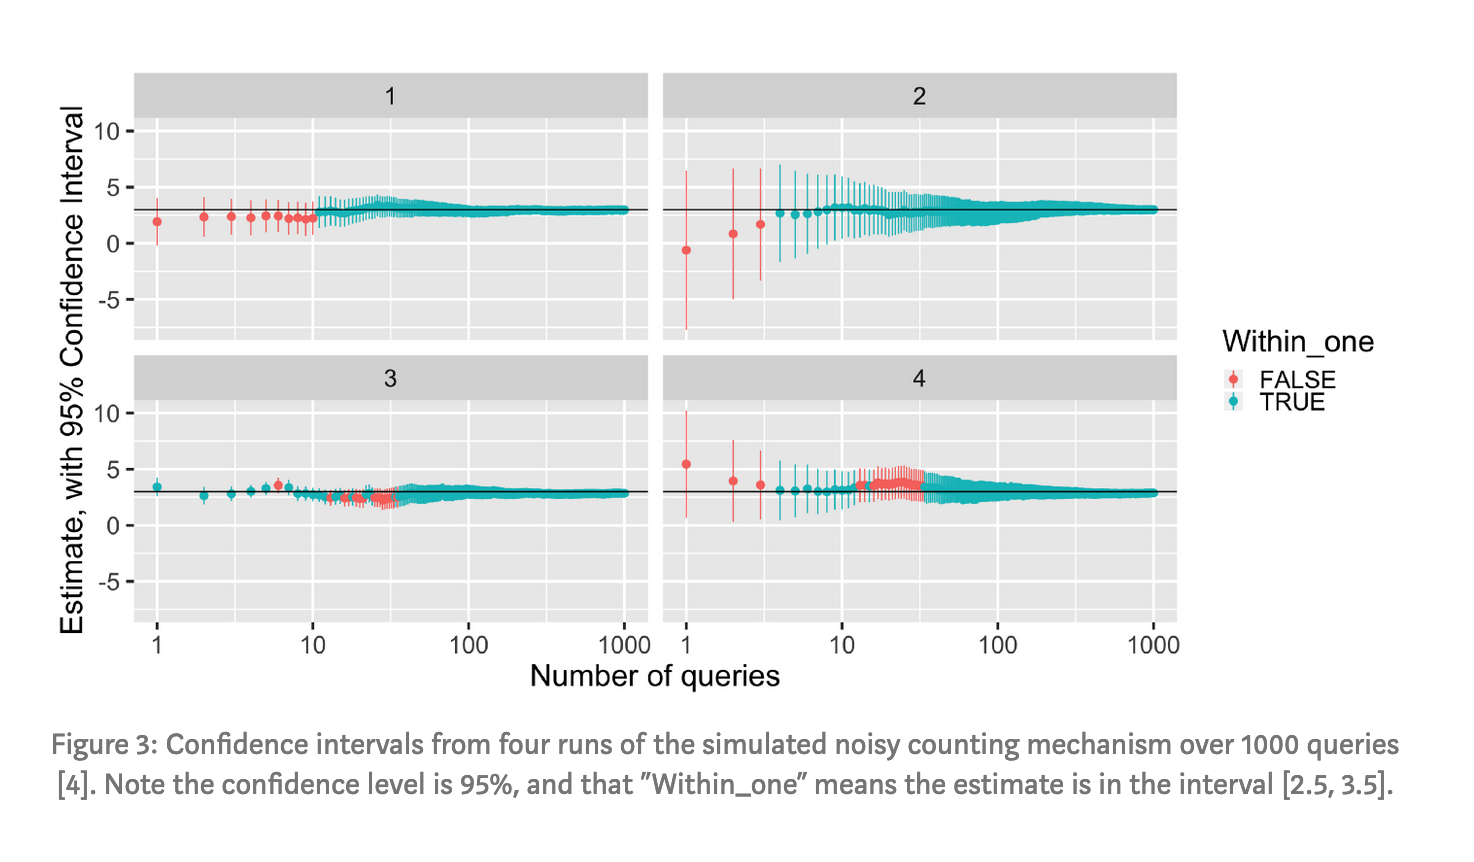 1
2
10
5
0
-5
3
4
10
5
0
-5
1
10
100
1000
1
10
100
1000
Number of queries
Estimate, with 95% Confidence Interval
Within_one
FALSE
TRUE
Figure 3: Confidence intervals from four runs of the simulated noisy counting mechanism over 1000 queries
[4]. Note the confidence level is 95%, and that ”Within_one” means the estimate is in the interval [2.5, 3.5].